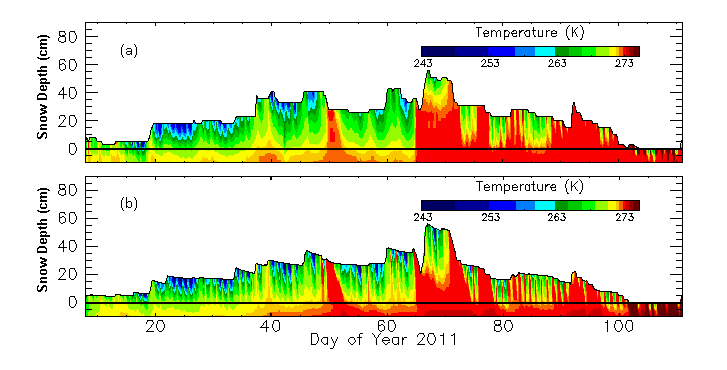 Temperature (K)
243 253 263 273
(a)
Snow Depth (cm)
80
60
40
20
0
Temperature (K)
243 253 263 273
(b)
Snow Depth (cm)
80
60
40
20
0
20 40 60 80 100
Day of Year 2011